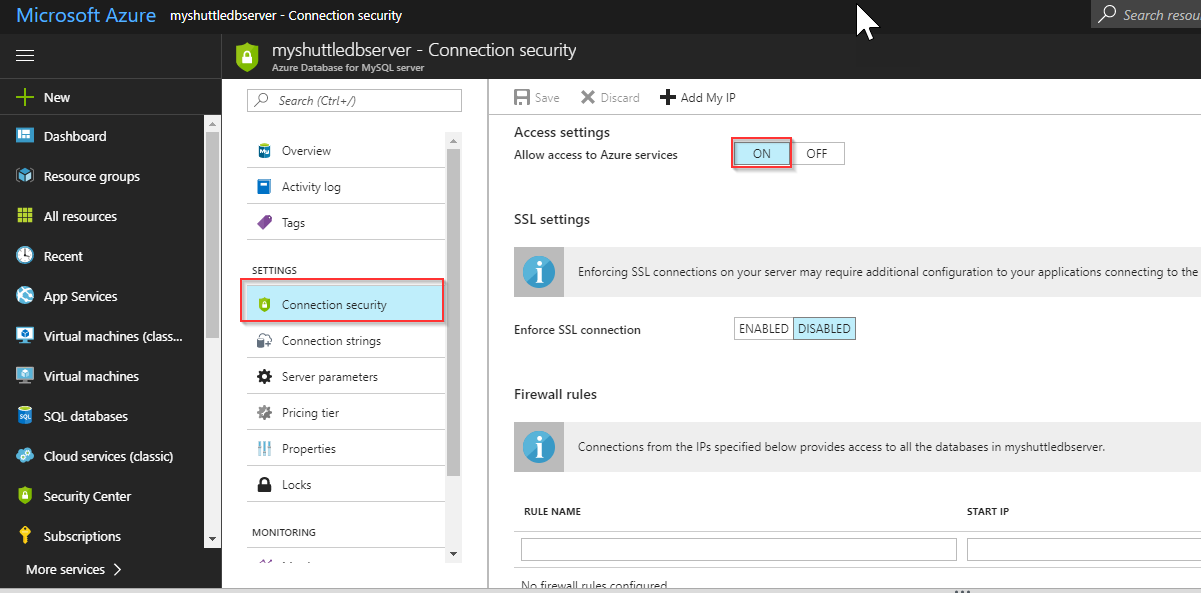 Microsoft Azure myshuttledbserver - Connection security
Search resou
myshuttledbserver - Connection security
Azure Database for MySQL server
New
Dashboard
Resource groups
All resources
Recent
App Services
Virtual machines (class...
Virtual machines
SQL databases
Cloud services (classic)
Security Center
Subscriptions
More services
Search (Ctrl+/)
Overview
Activity log
Tags
SETTINGS
Connection security
Connection strings
Server parameters
Pricing tier
Properties
Locks
MONITORING
Save Discard Add My IP
Access settings
Allow access to Azure services ON OFF
SSL settings
Enforcing SSL connections on your server may require additional configuration to your applications connecting to the
Enforce SSL connection ENABLED DISABLED
Firewall rules
Connections from the IPs specified below provides access to all the databases in myshuttledbserver.
RULE NAME START IP
No firewall rules configured